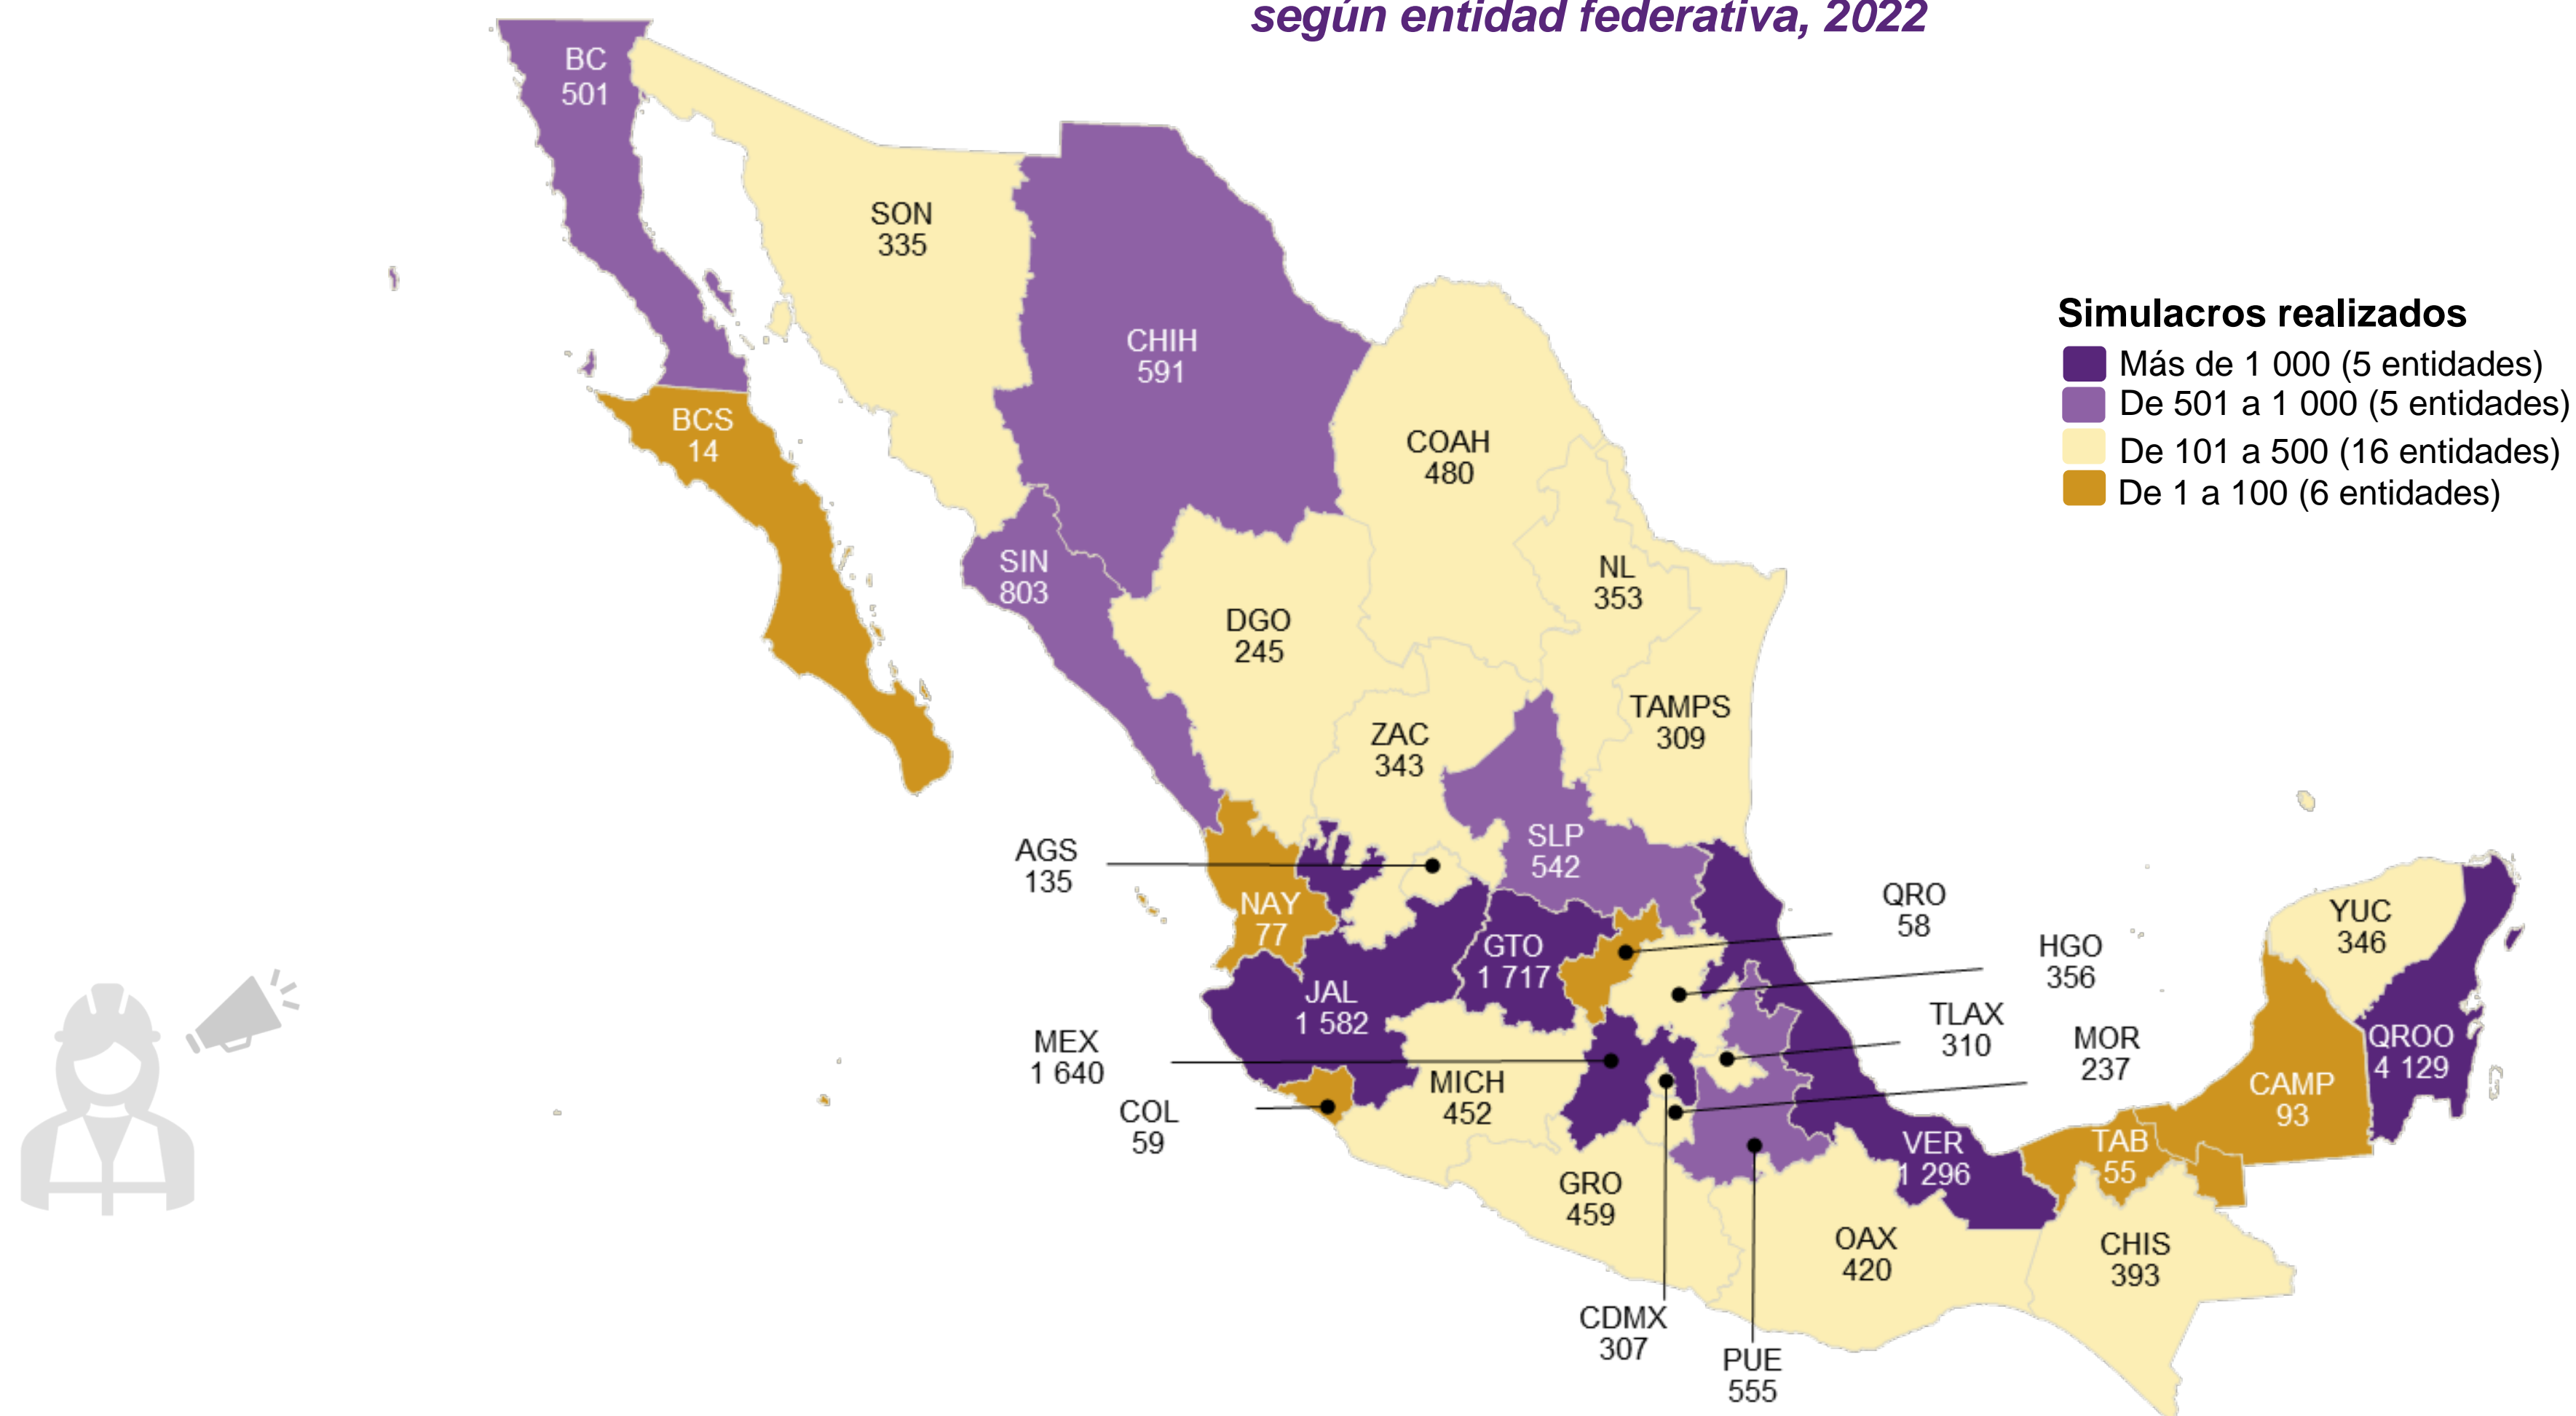 según entidad federativa, 2022
BC
501
SON
335
CHIH
591
Simulacros realizados
Más de 1 000 (5 entidades)
De 501 a 1 000 (5 entidades)
De 101 a 500 (16 entidades)
De 1 a 100 (6 entidades)
BCS
14
COAH
480
SIN
803
NL
353
DGO
245
TAMPS
309
ZAC
343
SLP
542
AGS
135
NAY
77
QRO
58
YUC
346
GTO
1 717
HGO
356
JAL
1 582
TLAX
310
MOR
237
QROO
4 129
MEX
1 640
MICH
452
CAMP
93
COL
59
VER
1 296
TAB
55
GRO
459
OAX
420
CHIS
393
CDMX
307
PUE
555